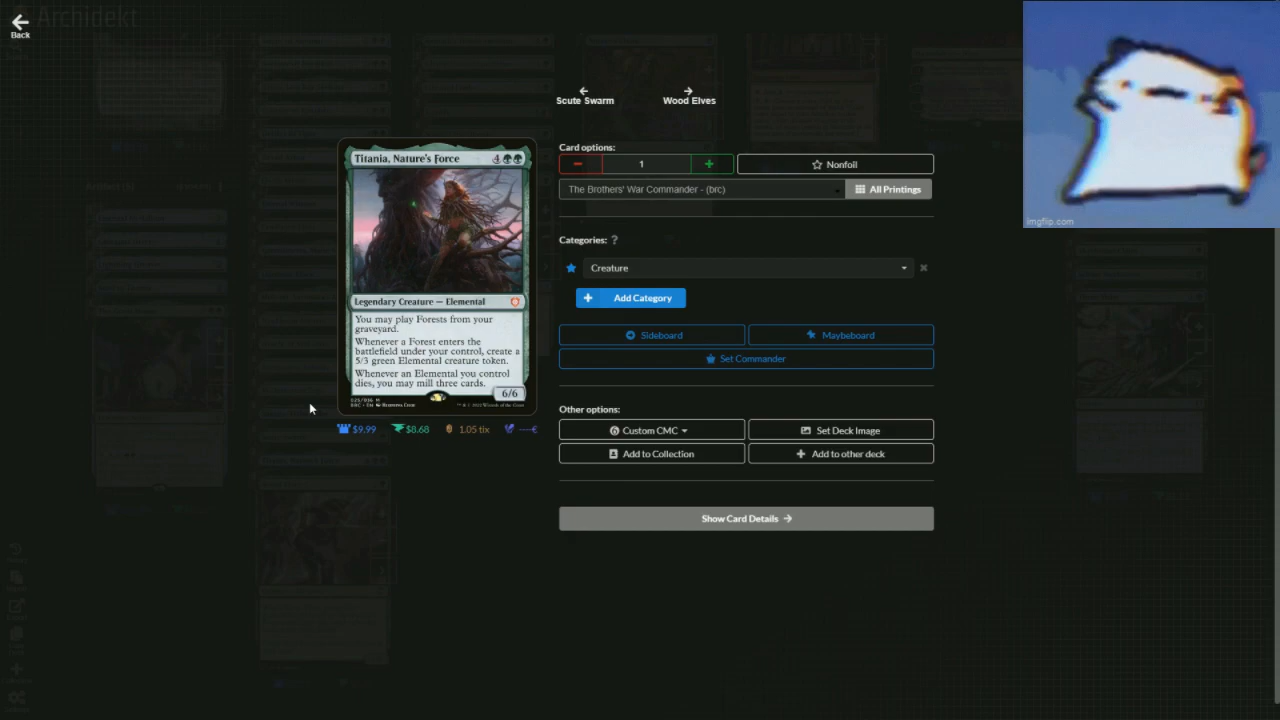 Archidekt
Back
Scute Swarm
Wood Elves
Titania, Nature's Force 4
You may play Forests from your
graveyard.
Whenever a Forest enters the
battlefield under your control, create a
5/3 green Elemental creature token.
Whenever an Elemental you control
dies, you may mill three cards.
Legendary Creature — Elemental
6/6
$9.99 $8.68 1.05 tix —€
Card options:
1
Nonfoil
The Brothers' War Commander - (brc)
All Printings
Categories: ?
Creature
Add Category
Sideboard
Maybeboard
Set Commander
Other options:
Custom CMC
Set Deck Image
Add to Collection
Add to other deck
Show Card Details
imgflip.com